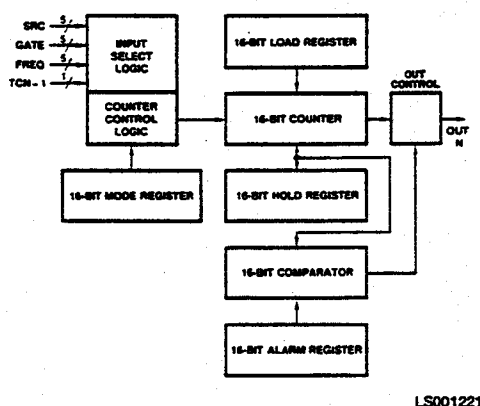 SRC 5
GATE 5
FREQ 5
TCN - 1 1
INPUT
SELECT
LOGIC
COUNTER
CONTROL
LOGIC
16-BIT MODE REGISTER
16-BIT LOAD REGISTER
16-BIT COUNTER
16-BIT HOLD REGISTER
16-BIT COMPARATOR
16-BIT ALARM REGISTER
OUT
CONTROL
OUT
N
LS001221